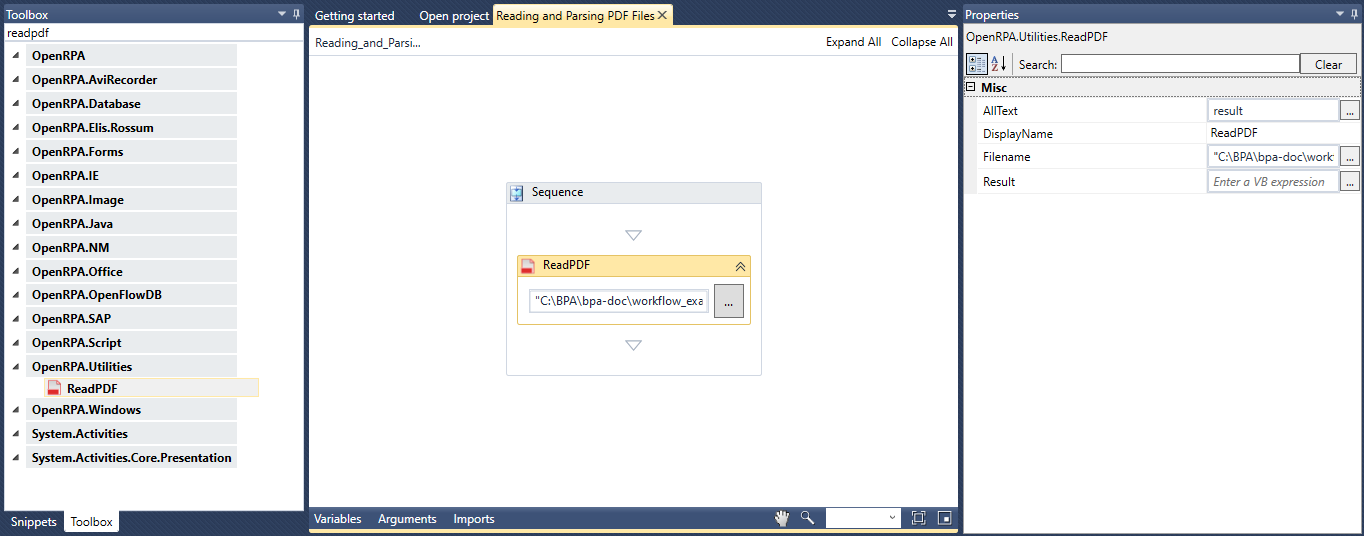 Toolbox
readpdf
OpenRPA
OpenRPA.AviRecorder
OpenRPA.Database
OpenRPA.Elis.Rossum
OpenRPA.Forms
OpenRPA.IE
OpenRPA.Image
OpenRPA.Java
OpenRPA.NM
OpenRPA.Office
OpenRPA.OpenFlowDB
OpenRPA.SAP
OpenRPA.Script
OpenRPA.Utilities
ReadPDF
OpenRPA.Windows
System.Activities
System.Activities.Core.Presentation
Snippets Toolbox
Getting started Open project Reading and Parsing PDF Files
Reading_and_Parsi... Expand All Collapse All
Sequence
ReadPDF
"C:\BPA\bpa-doc\workflow_exa ...
Variables Arguments Imports
Properties
OpenRPA.Utilities.ReadPDF
Search: Clear
Misc
AllText result ...
DisplayName ReadPDF
Filename "C:\BPA\bpa-doc\work ...
Result Enter a VB expression ...